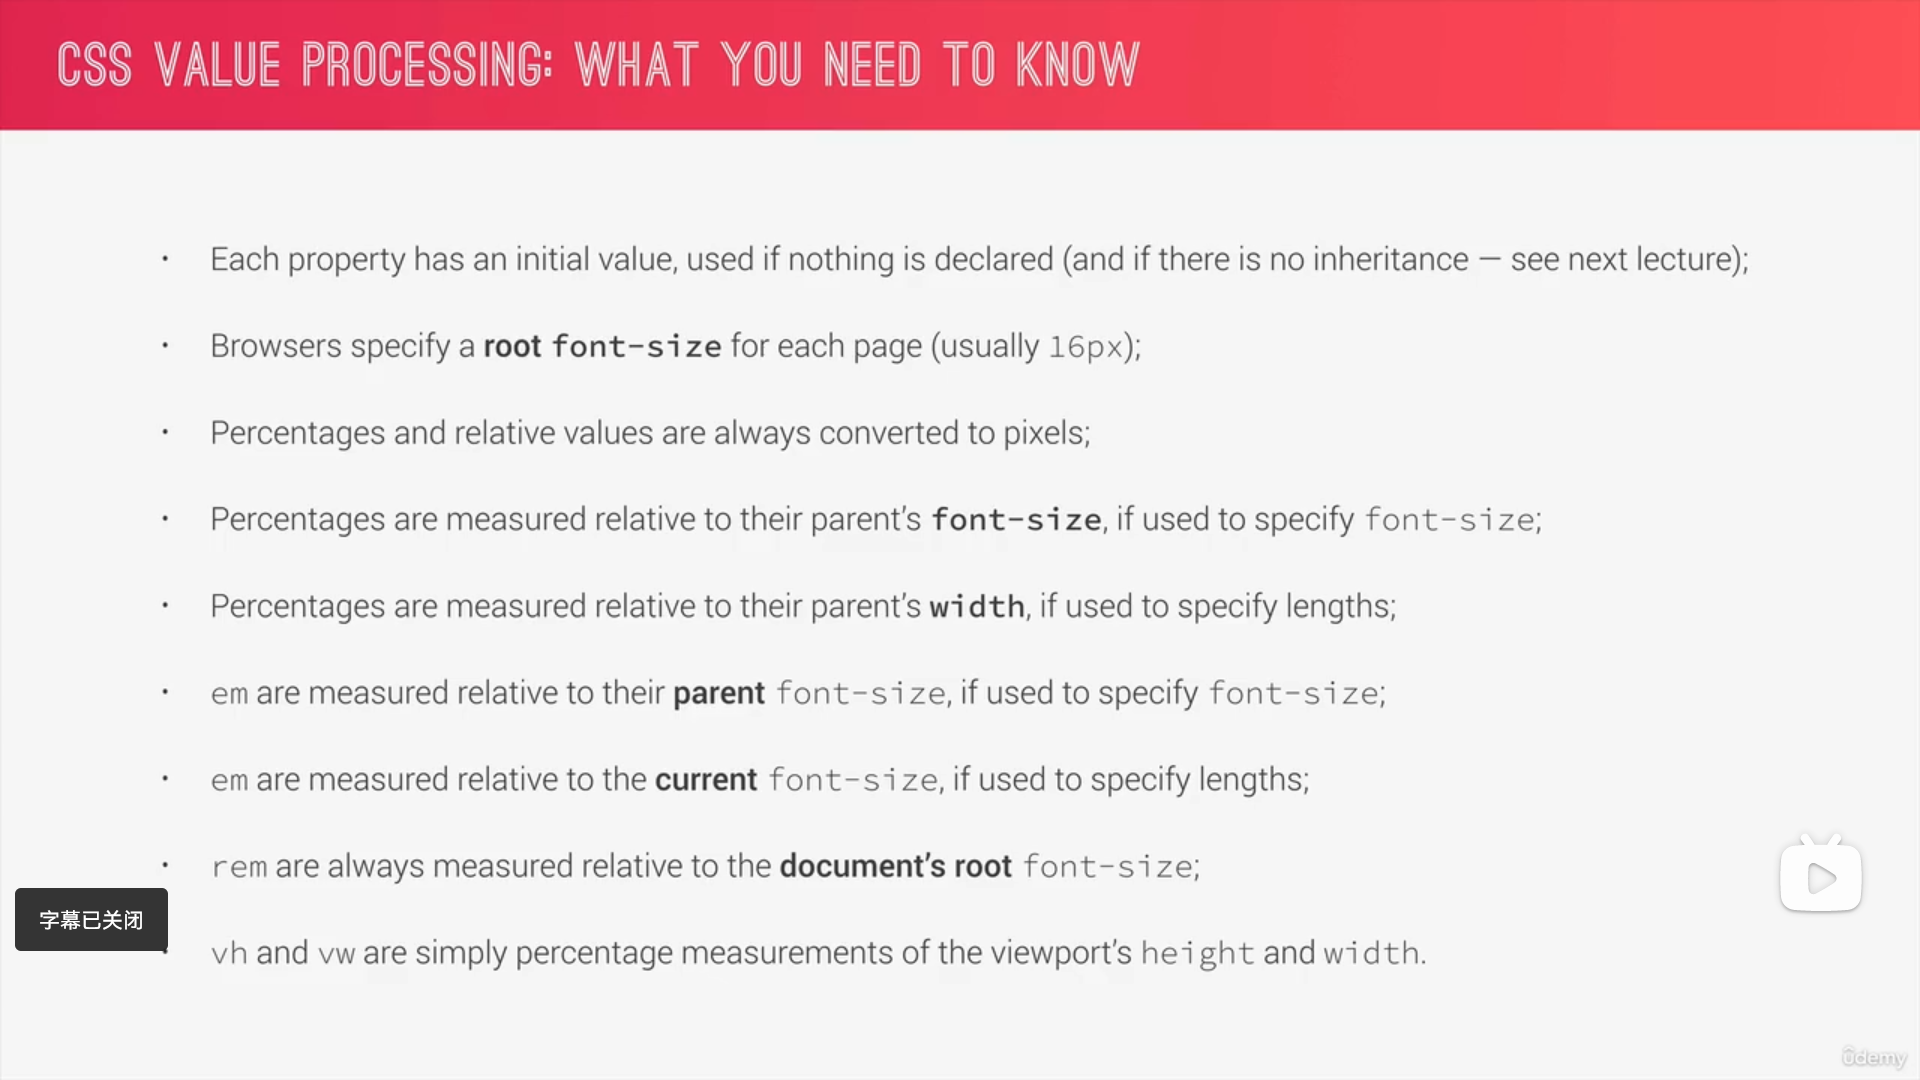 CSS VALUE PROCESSING: WHAT YOU NEED TO KNOW
• Each property has an initial value, used if nothing is declared (and if there is no inheritance — see next lecture);
• Browsers specify a root font-size for each page (usually 16px);
• Percentages and relative values are always converted to pixels;
• Percentages are measured relative to their parent's font-size, if used to specify font-size;
• Percentages are measured relative to their parent's width, if used to specify lengths;
• em are measured relative to their parent font-size, if used to specify font-size;
• em are measured relative to the current font-size, if used to specify lengths;
• rem are always measured relative to the document's root font-size;
字幕已关闭
• vh and vw are simply percentage measurements of the viewport's height and width.
ûdemy